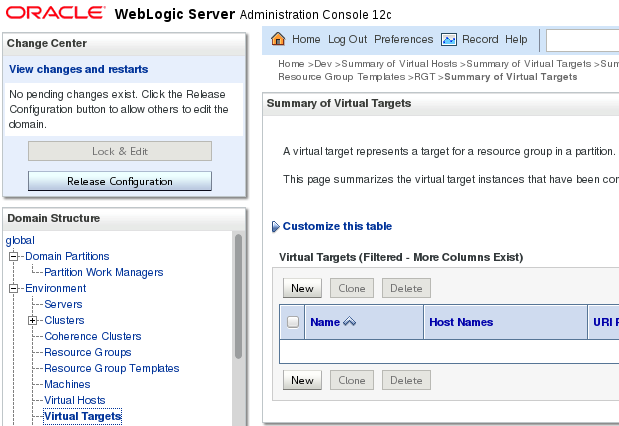 ORACLE WebLogic Server Administration Console 12c
Change Center
View changes and restarts
No pending changes exist. Click the Release
Configuration button to allow others to edit the
domain.
Lock & Edit
Release Configuration
Domain Structure
global
Domain Partitions
Partition Work Managers
Environment
Servers
Clusters
Coherence Clusters
Resource Groups
Resource Group Templates
Machines
Virtual Hosts
Virtual Targets
Home Log Out Preferences Record Help
Home >Dev >Summary of Virtual Hosts >Summary of Virtual Targets >Sum
Resource Group Templates >RGT >Summary of Virtual Targets
Summary of Virtual Targets
A virtual target represents a target for a resource group in a partition.
This page summarizes the virtual target instances that have been con
Customize this table
Virtual Targets (Filtered - More Columns Exist)
New Clone Delete
Name Host Names URI
New Clone Delete